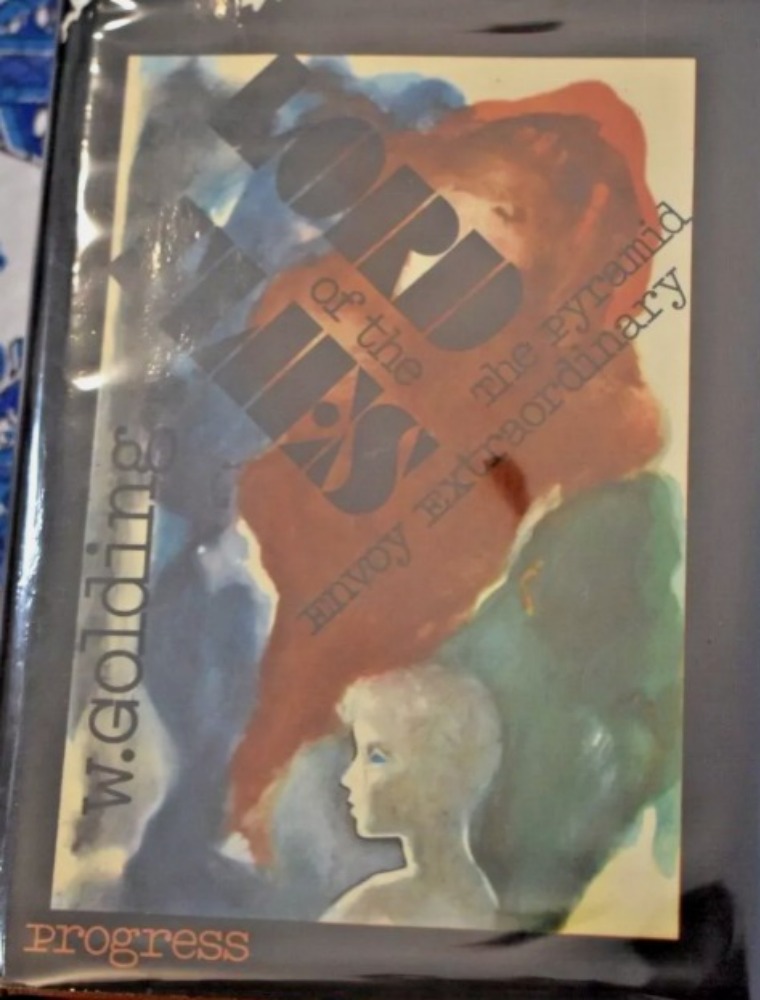 LORD
of the
FLIES
The Pyramid
Envoy Extraordinary
W.Golding
Progress